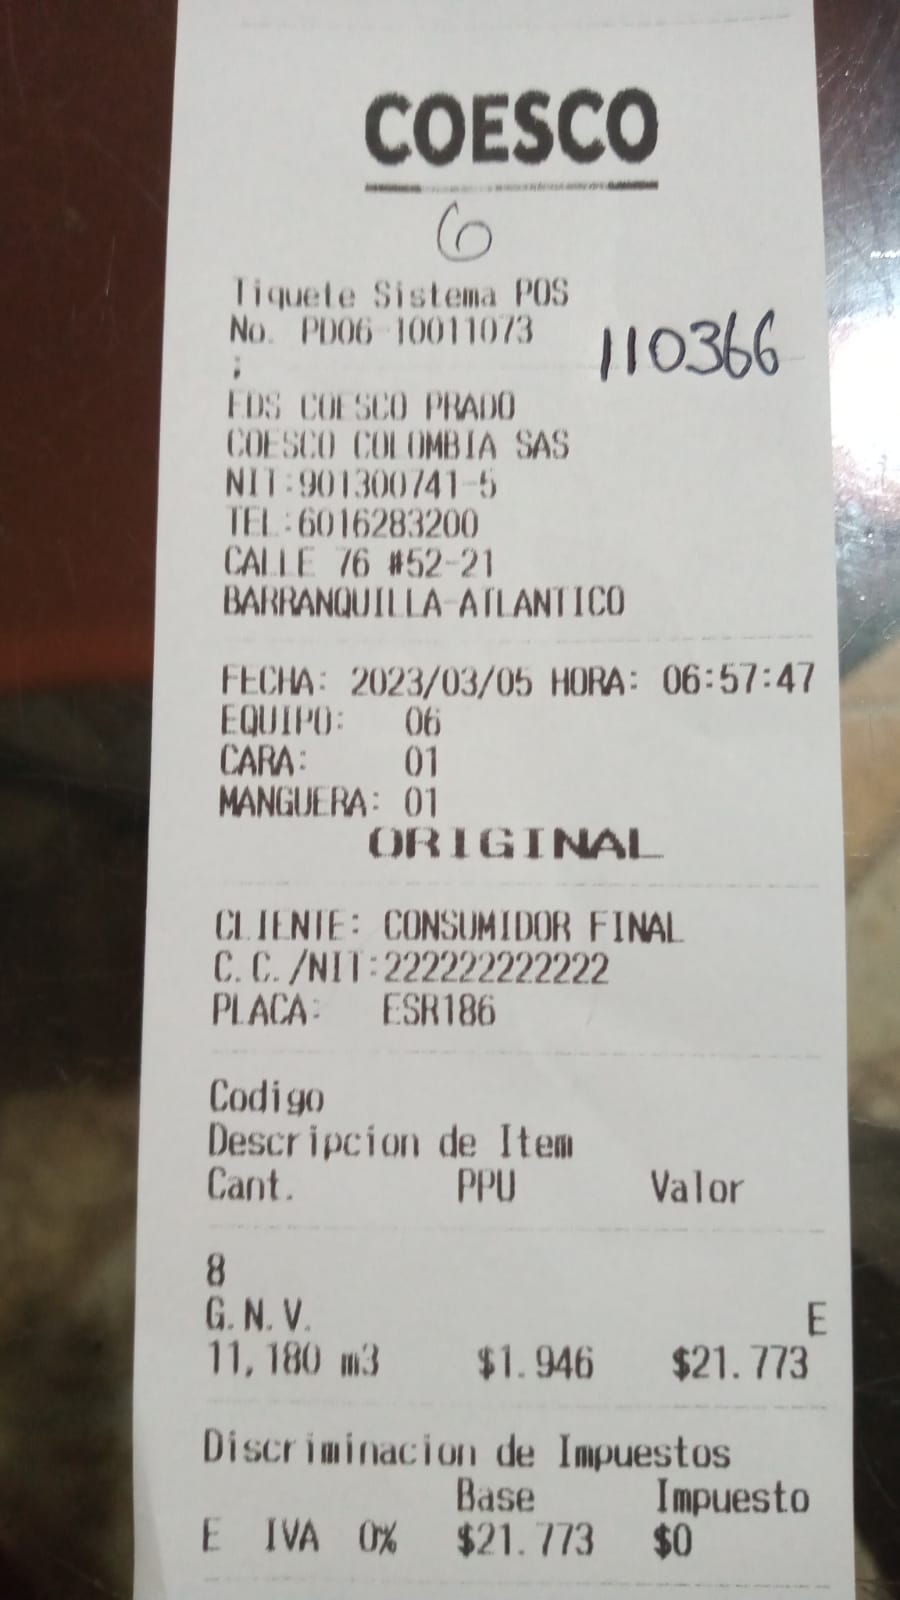 COESCO
6
Tiquete Sistema POS
No. PD06-10011073
110366
;
EDS COESCO PRADO
COESCO COLOMBIA SAS
NIT:901300741-5
TEL:6016283200
CALLE 76 #52-21
BARRANQUILLA-ATLANTICO
FECHA: 2023/03/05 HORA: 06:57:47
EQUIPO: 06
CARA: 01
MANGUERA: 01
ORIGINAL
CLIENTE: CONSUMIDOR FINAL
C.C./NIT:222222222222
PLACA: ESR186
Codigo
Descripcion de Item
Cant. PPU Valor
8
G.N.V. E
11,180 m3 $1.946 $21.773
Discriminacion de Impuestos
Base Impuesto
E IVA 0% $21.773 $0